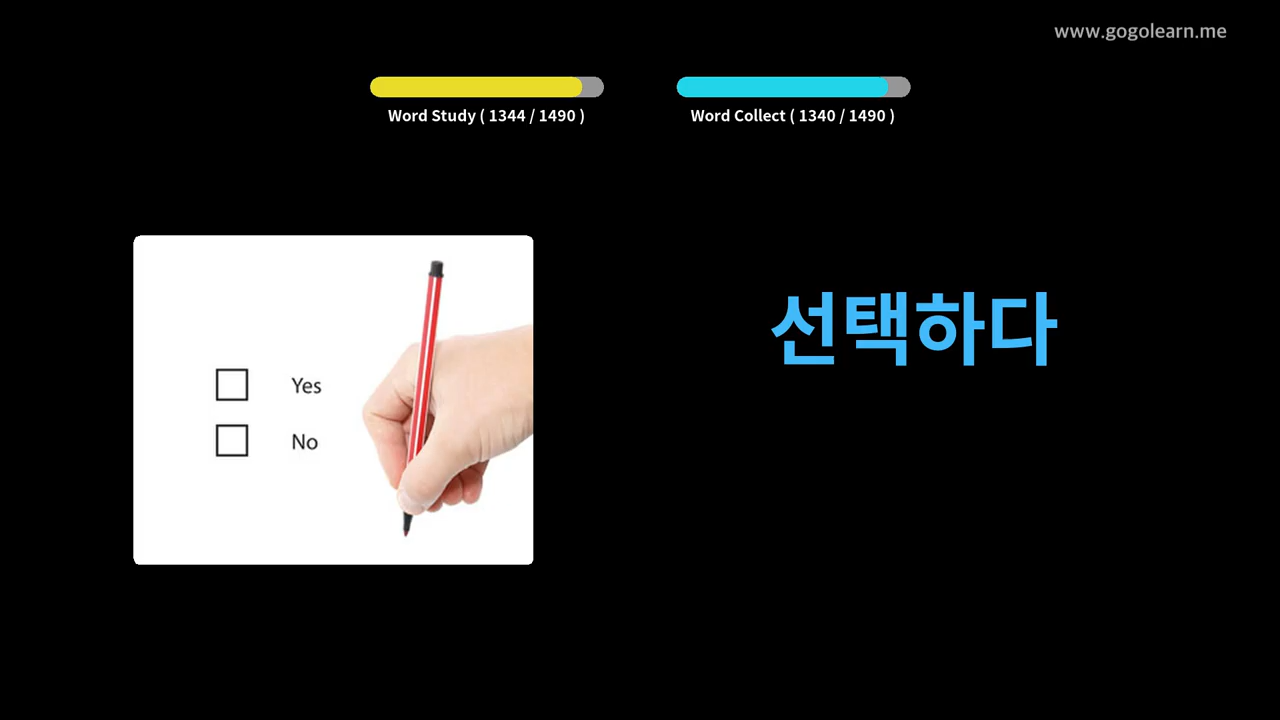 www.gogolearn.me
Word Study ( 1344 / 1490 )
Word Collect ( 1340 / 1490 )
선택하다
Yes
No